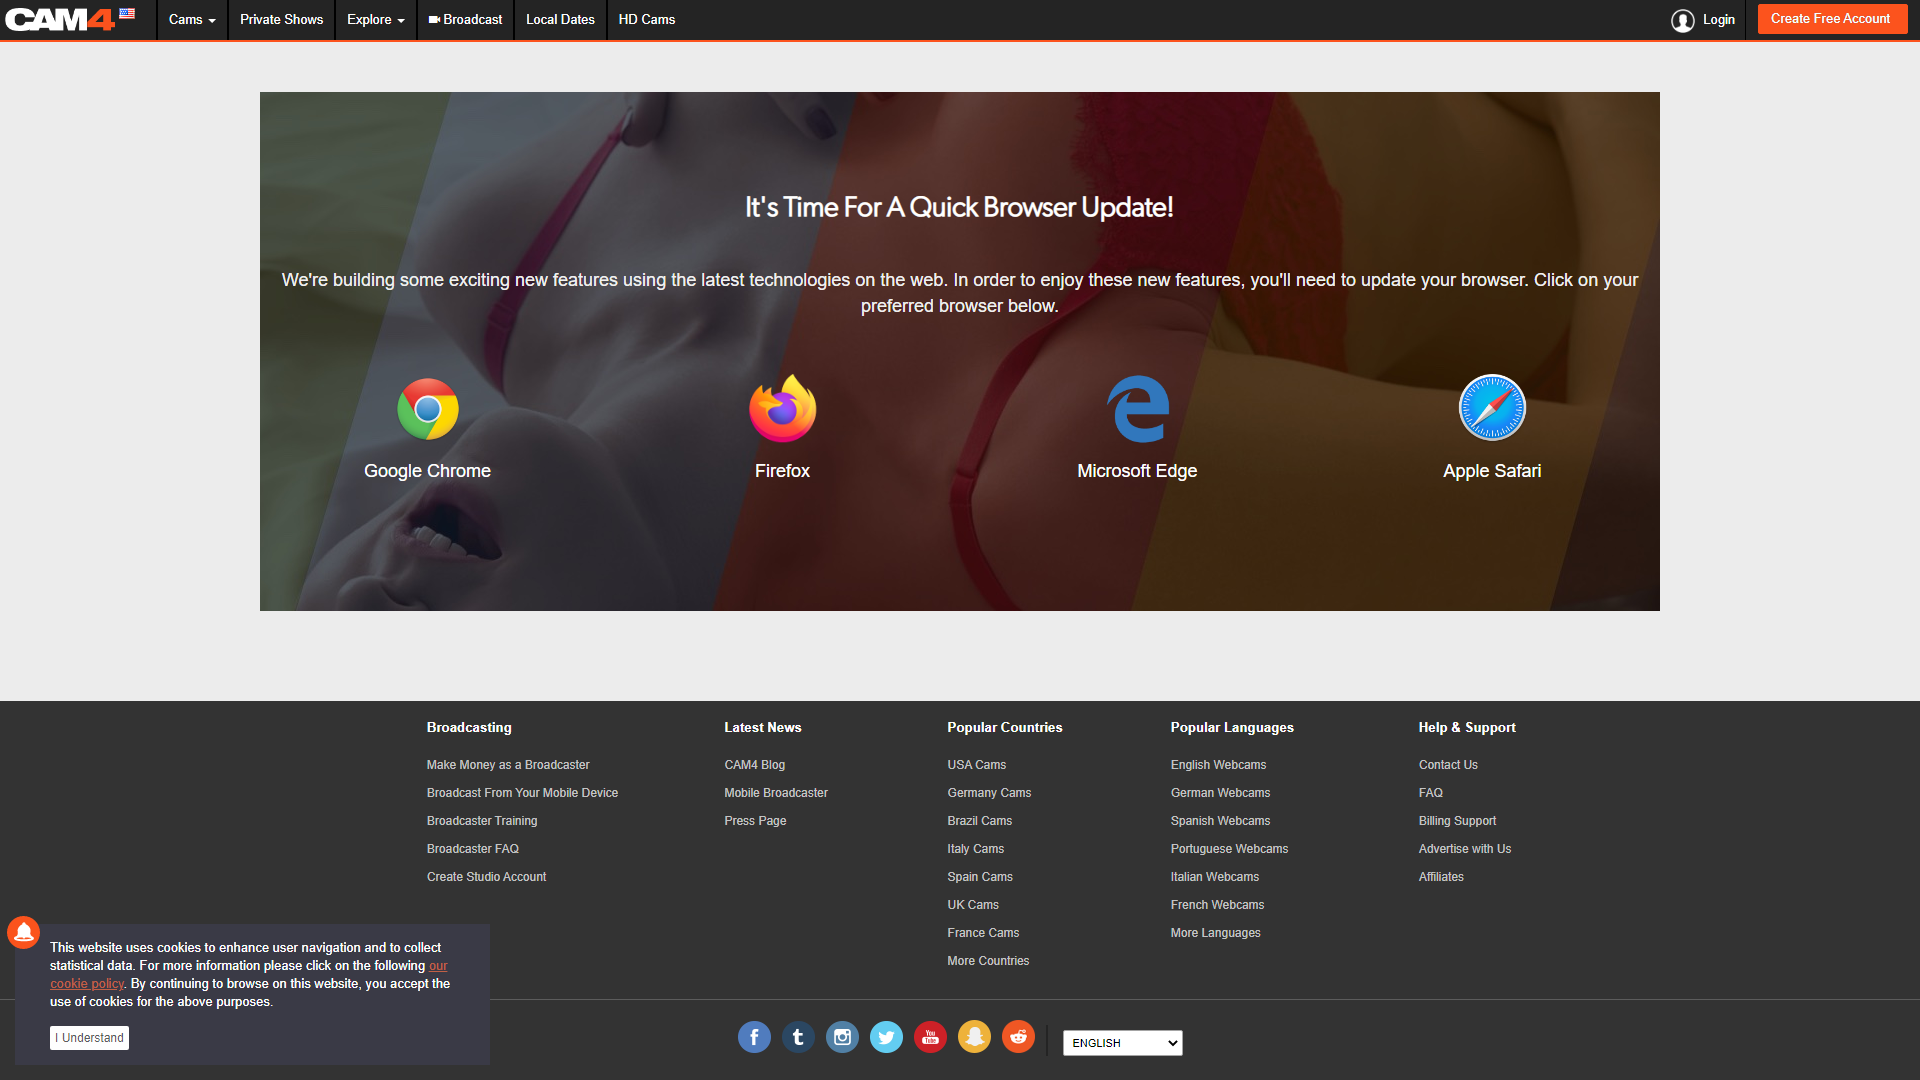 CAM4
Cams
Private Shows
Explore
Broadcast
Local Dates
HD Cams
Login
Create Free Account
It's Time For A Quick Browser Update!
We're building some exciting new features using the latest technologies on the web. In order to enjoy these new features, you'll need to update your browser. Click on your
preferred browser below.
Google Chrome
Firefox
Microsoft Edge
Apple Safari
Broadcasting
Make Money as a Broadcaster
Broadcast From Your Mobile Device
Broadcaster Training
Broadcaster FAQ
Create Studio Account
Latest News
CAM4 Blog
Mobile Broadcaster
Press Page
Popular Countries
USA Cams
Germany Cams
Brazil Cams
Italy Cams
Spain Cams
UK Cams
France Cams
More Countries
Popular Languages
English Webcams
German Webcams
Spanish Webcams
Portuguese Webcams
Italian Webcams
French Webcams
More Languages
Help & Support
Contact Us
FAQ
Billing Support
Advertise with Us
Affiliates
This website uses cookies to enhance user navigation and to collect
statistical data. For more information please click on the following our
cookie policy. By continuing to browse on this website, you accept the
use of cookies for the above purposes.
I Understand
You
Tube
ENGLISH